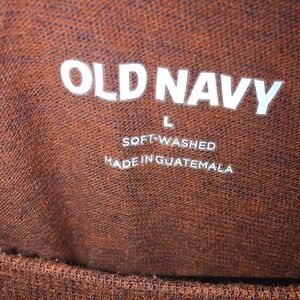 OLD NAVY
L
SOFT-WASHED
MADE IN GUATEMALA